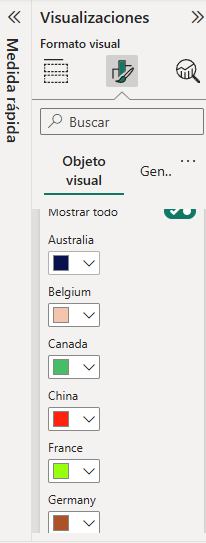 Medida rápida
Visualizaciones
Formato visual
Buscar
Objeto
visual
Gen..
Mostrar todo
Australia
Belgium
Canada
China
France
Germany